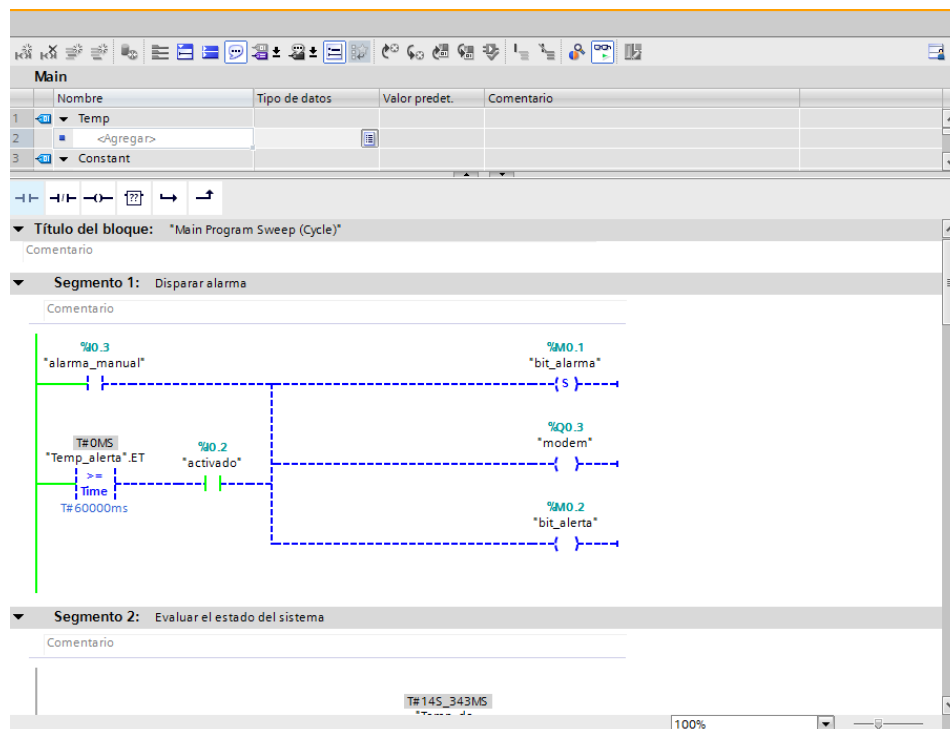 Main
Nombre Tipo de datos Valor predet. Comentario
1 Temp
2 <Agregar>
3 Constant
??
Título del bloque: "Main Program Sweep (Cycle)"
Comentario
Segmento 1: Disparar alarma
Comentario
%I0.3
"alarma_manual"
%M0.1
"bit_alarma"
S
%Q0.3
"modem"
T#0MS
"Temp_alerta".ET
>=
Time
T#60000ms
%I0.2
"activado"
%M0.2
"bit_alerta"
Segmento 2: Evaluar el estado del sistema
Comentario
T#14S_343MS
100%